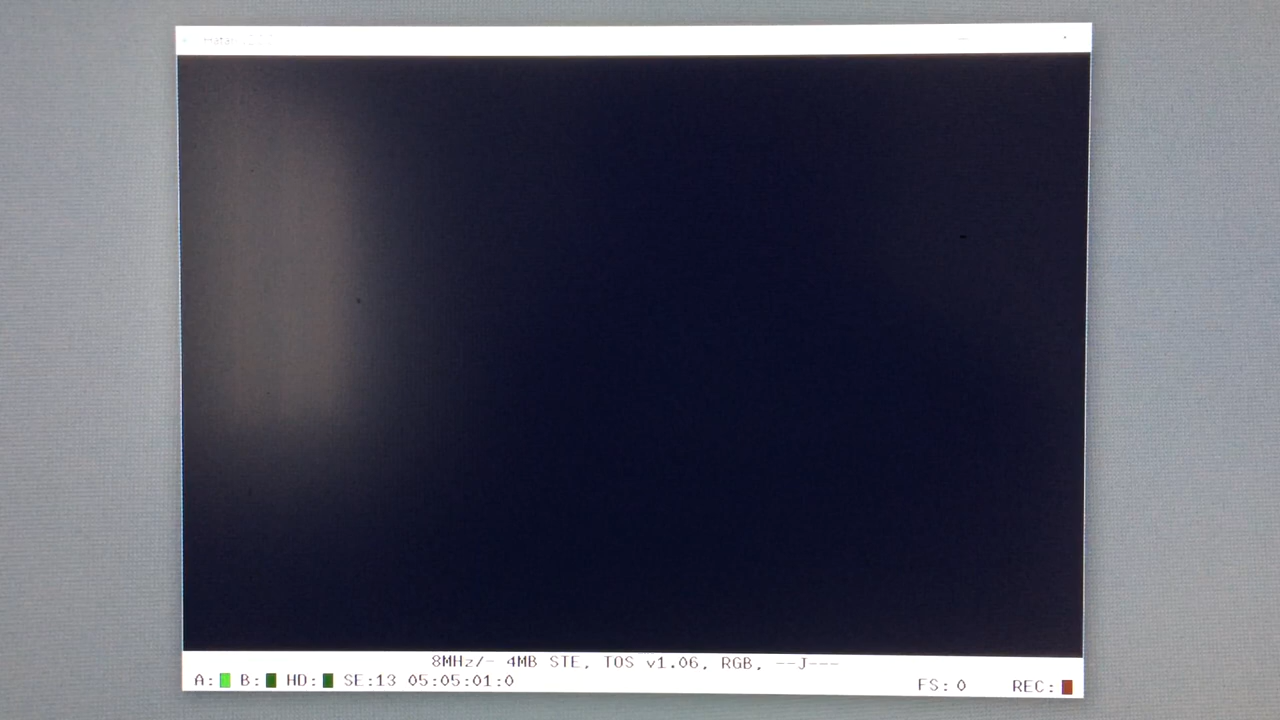 8MHz/- 4MB STE, TOS v1.06, RGB, --J---
A: B: HD: SE:13 05:05:01:0 FS: 0 REC: